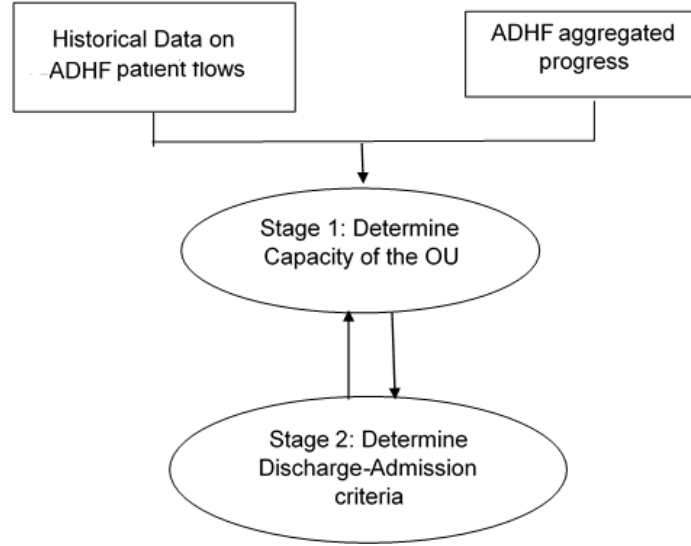 Historical Data on
ADHF patient flows
ADHF aggregated
progress
Stage 1: Determine
Capacity of the OU
Stage 2: Determine
Discharge-Admission
criteria